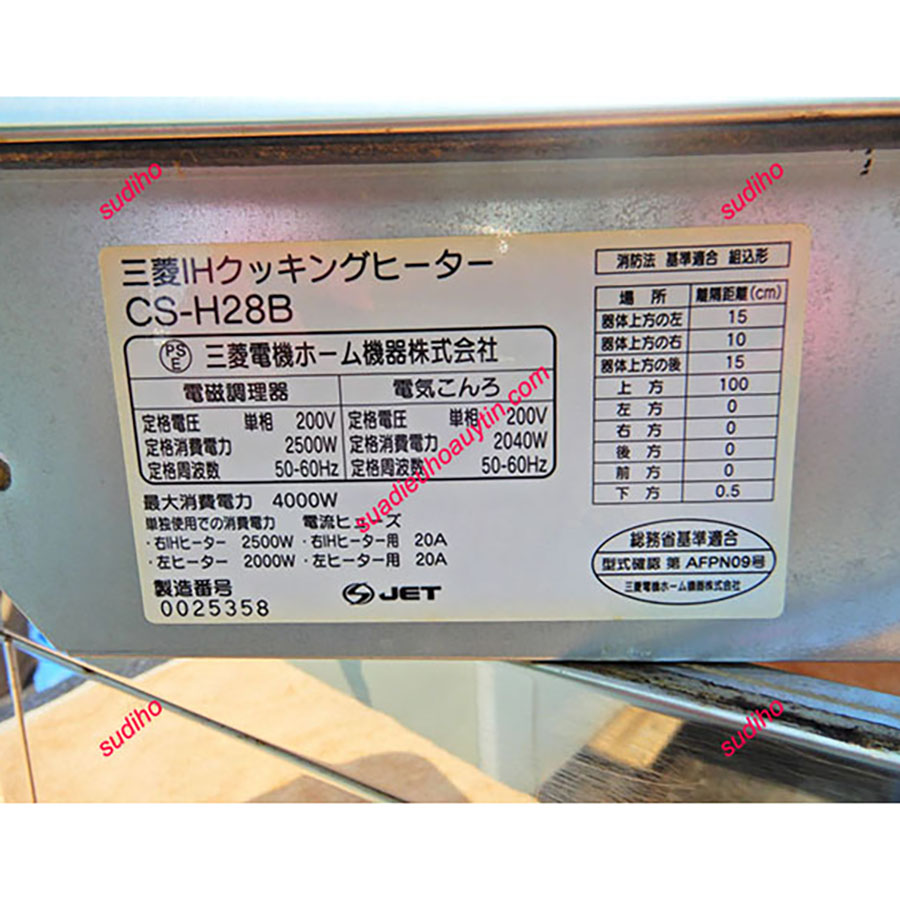 sudiho
sudiho
三菱IHクッキングヒーター
CS-H28B
PS
E
三菱電機ホーム機器株式会社
電磁調理器 電気こんろ
定格電圧 単相 200V 定格電圧 単相 200V
定格消費電力 2500W 定格消費電力 2040W
定格周波数 50-60Hz 定格周波数 50-60Hz
最大消費電力 4000W
単独使用での消費電力 電流ヒューズ
・右IHヒーター 2500W ・右IHヒーター用 20A
・左ヒーター 2000W ・左ヒーター用 20A
製造番号
0025358
JET
suadiendhoauytin.com
消防法 基準適合 組込形
場所 離隔距離(cm)
器体上方の左 15
器体上方の右 10
器体上方の後 15
上方 100
左方 0
右方 0
後方 0
前方 0
下方 0.5
総務省基準適合
型式確認 第 AFPN09号
三菱電機ホーム機器株式会社
sudiho
sudiho